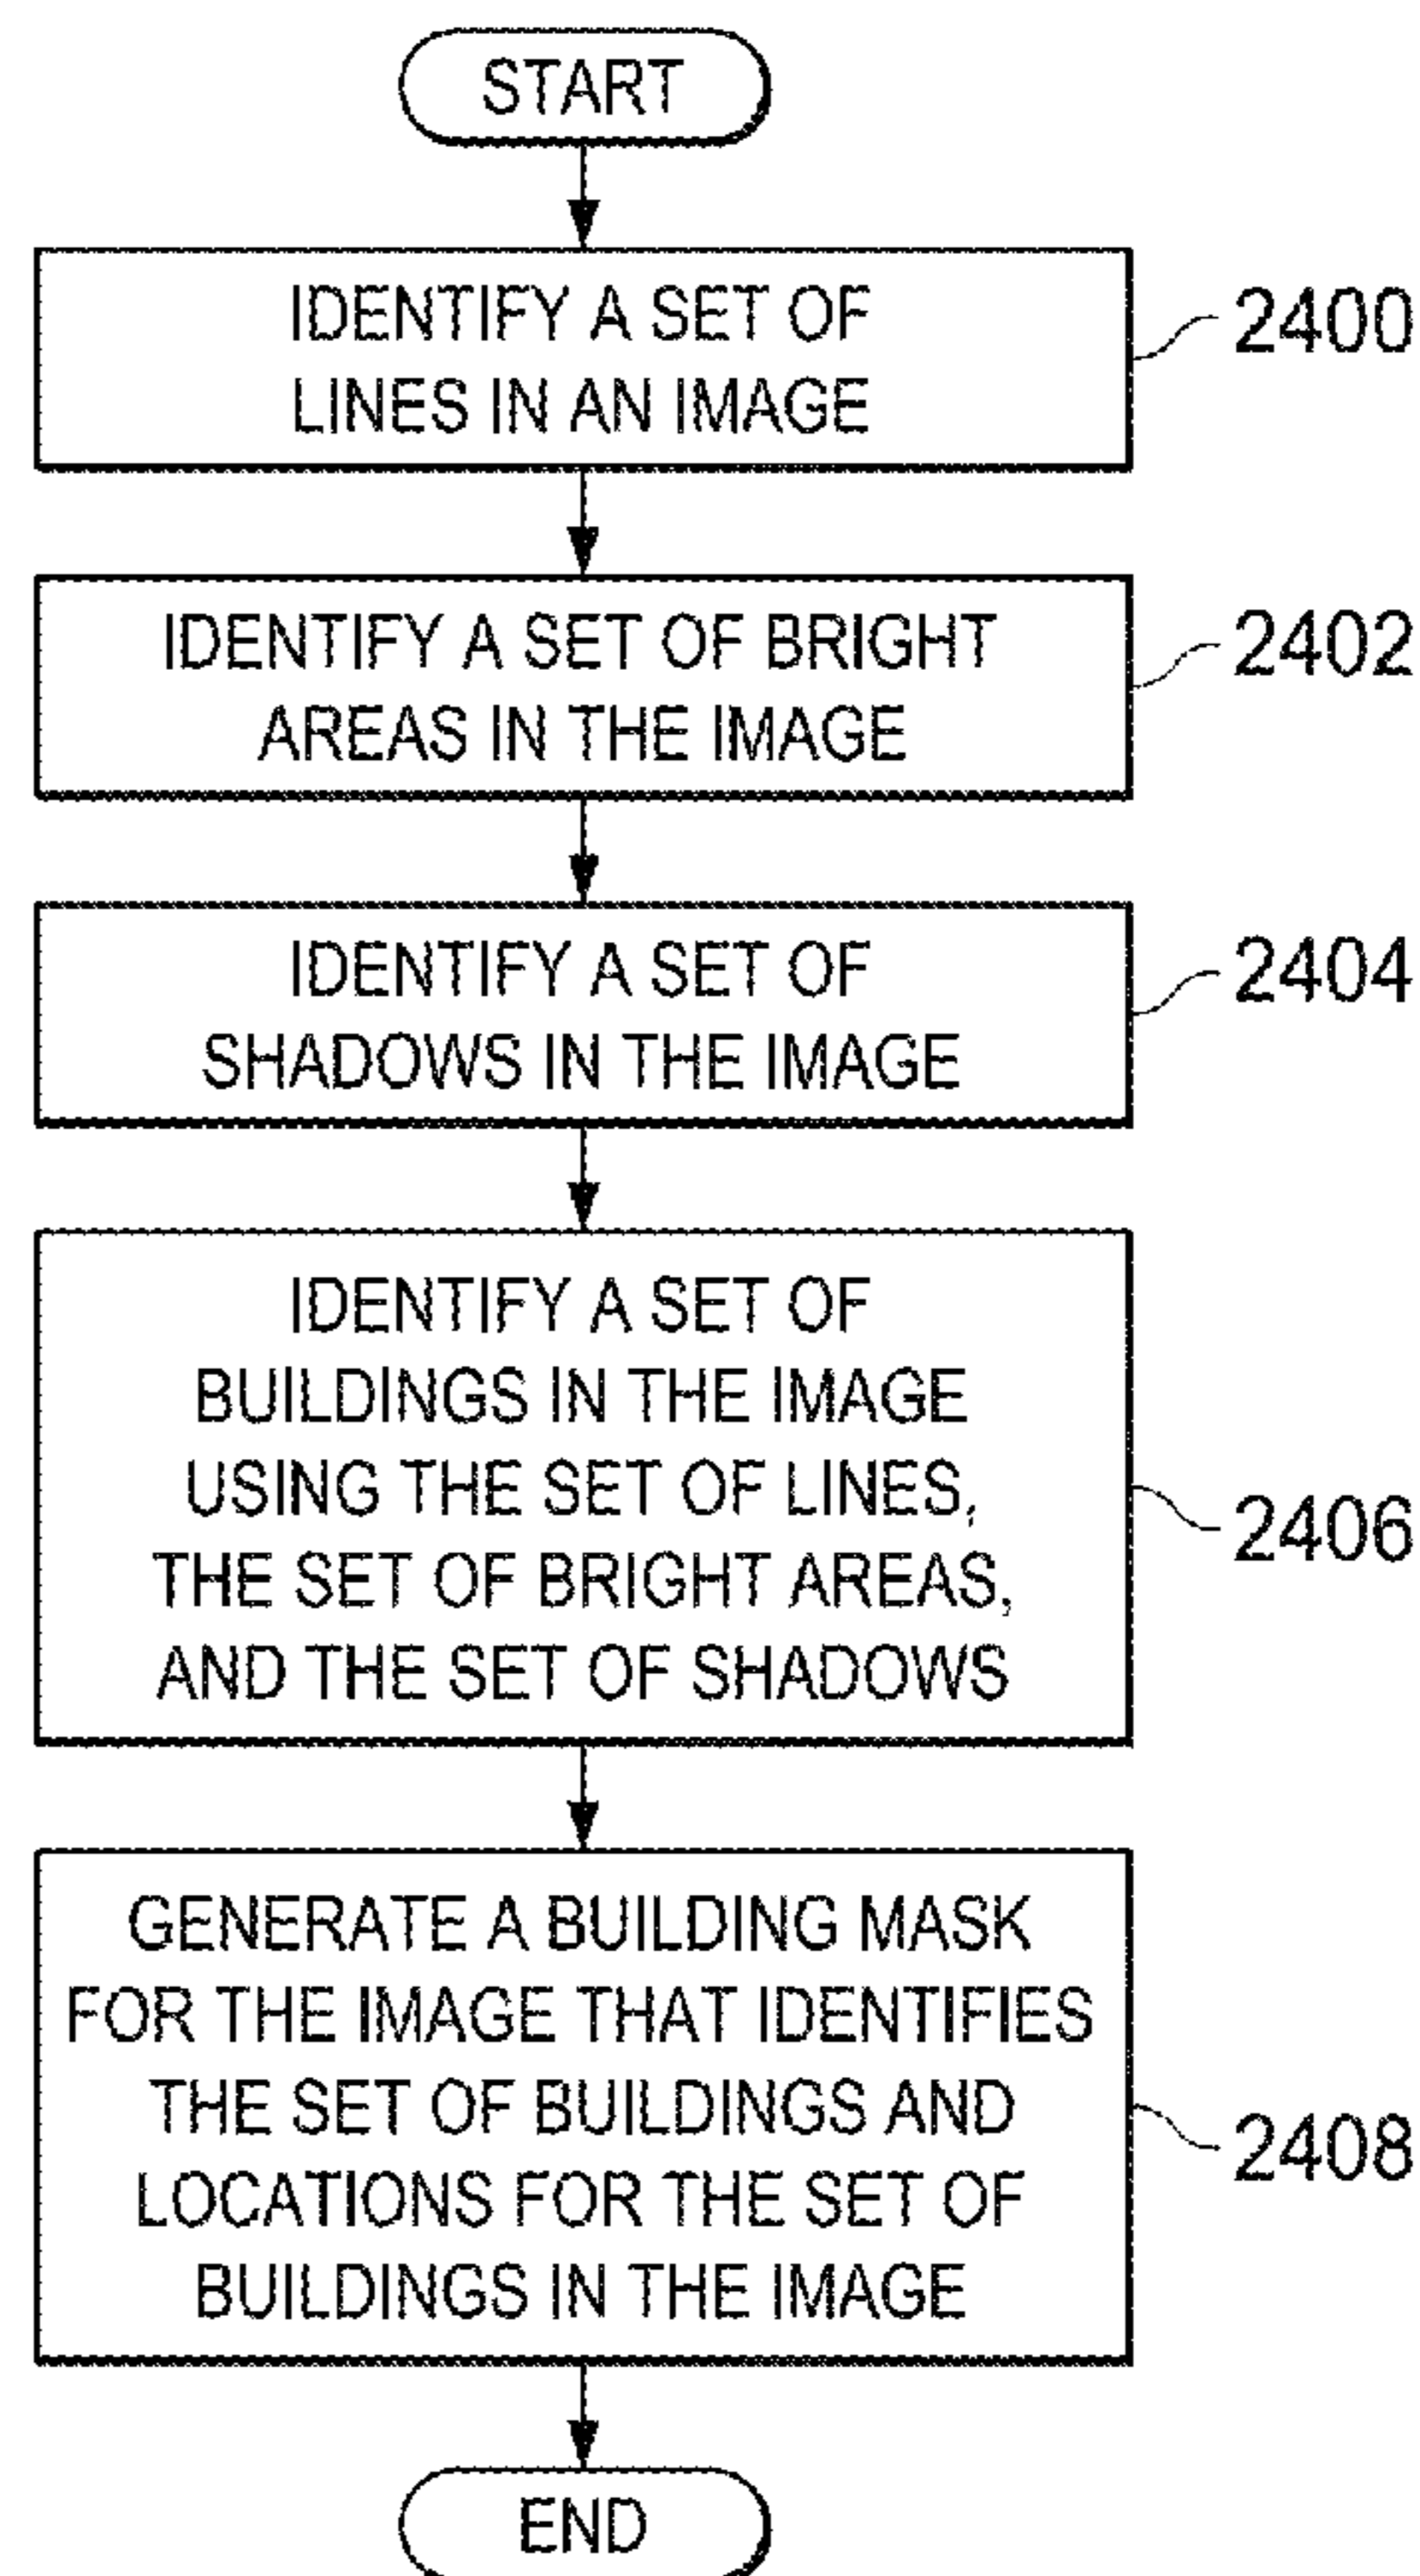 START
IDENTIFY A SET OF
LINES IN AN IMAGE
2400
IDENTIFY A SET OF BRIGHT
AREAS IN THE IMAGE
2402
IDENTIFY A SET OF
SHADOWS IN THE IMAGE
2404
IDENTIFY A SET OF
BUILDINGS IN THE IMAGE
USING THE SET OF LINES,
THE SET OF BRIGHT AREAS,
AND THE SET OF SHADOWS
2406
GENERATE A BUILDING MASK
FOR THE IMAGE THAT IDENTIFIES
THE SET OF BUILDINGS AND
LOCATIONS FOR THE SET OF
BUILDINGS IN THE IMAGE
2408
END